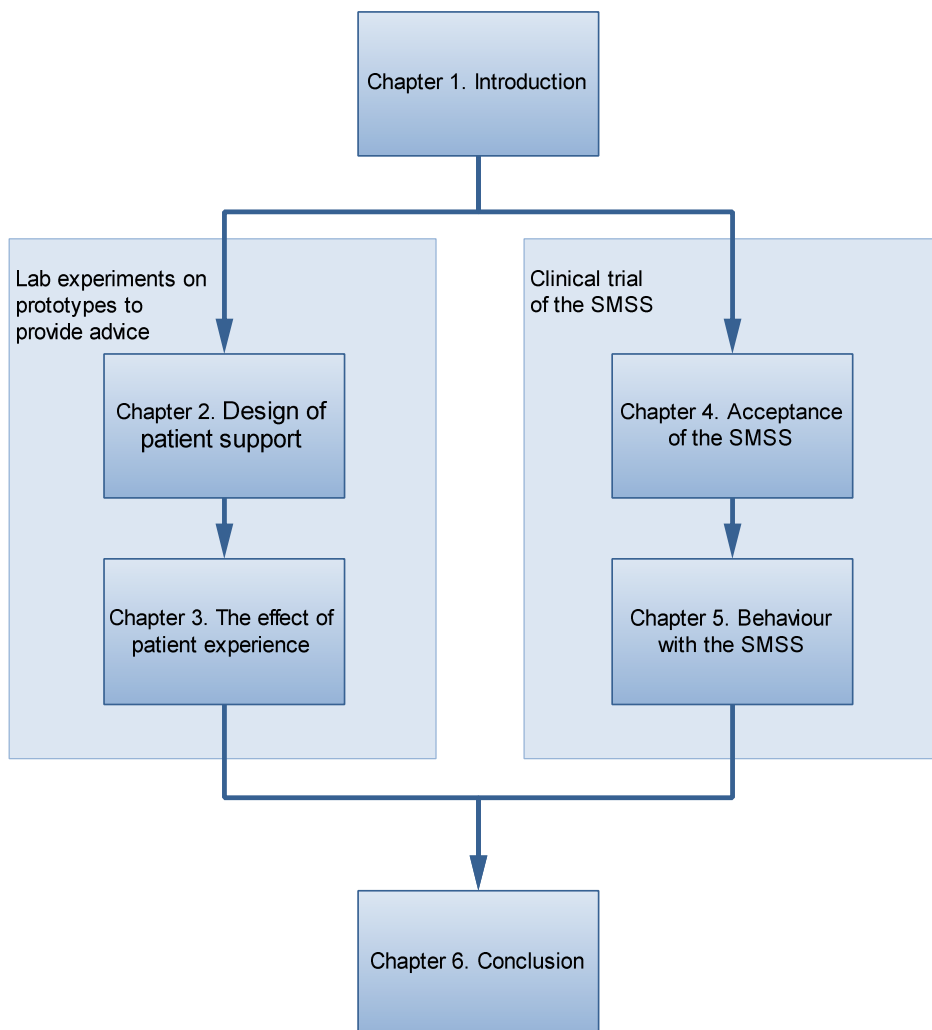 Chapter 1. Introduction
Lab experiments on
prototypes to
provide advice
Chapter 2. Design of
patient support
Chapter 3. The effect of
patient experience
Clinical trial
of the SMSS
Chapter 4. Acceptance
of the SMSS
Chapter 5. Behaviour
with the SMSS
Chapter 6. Conclusion